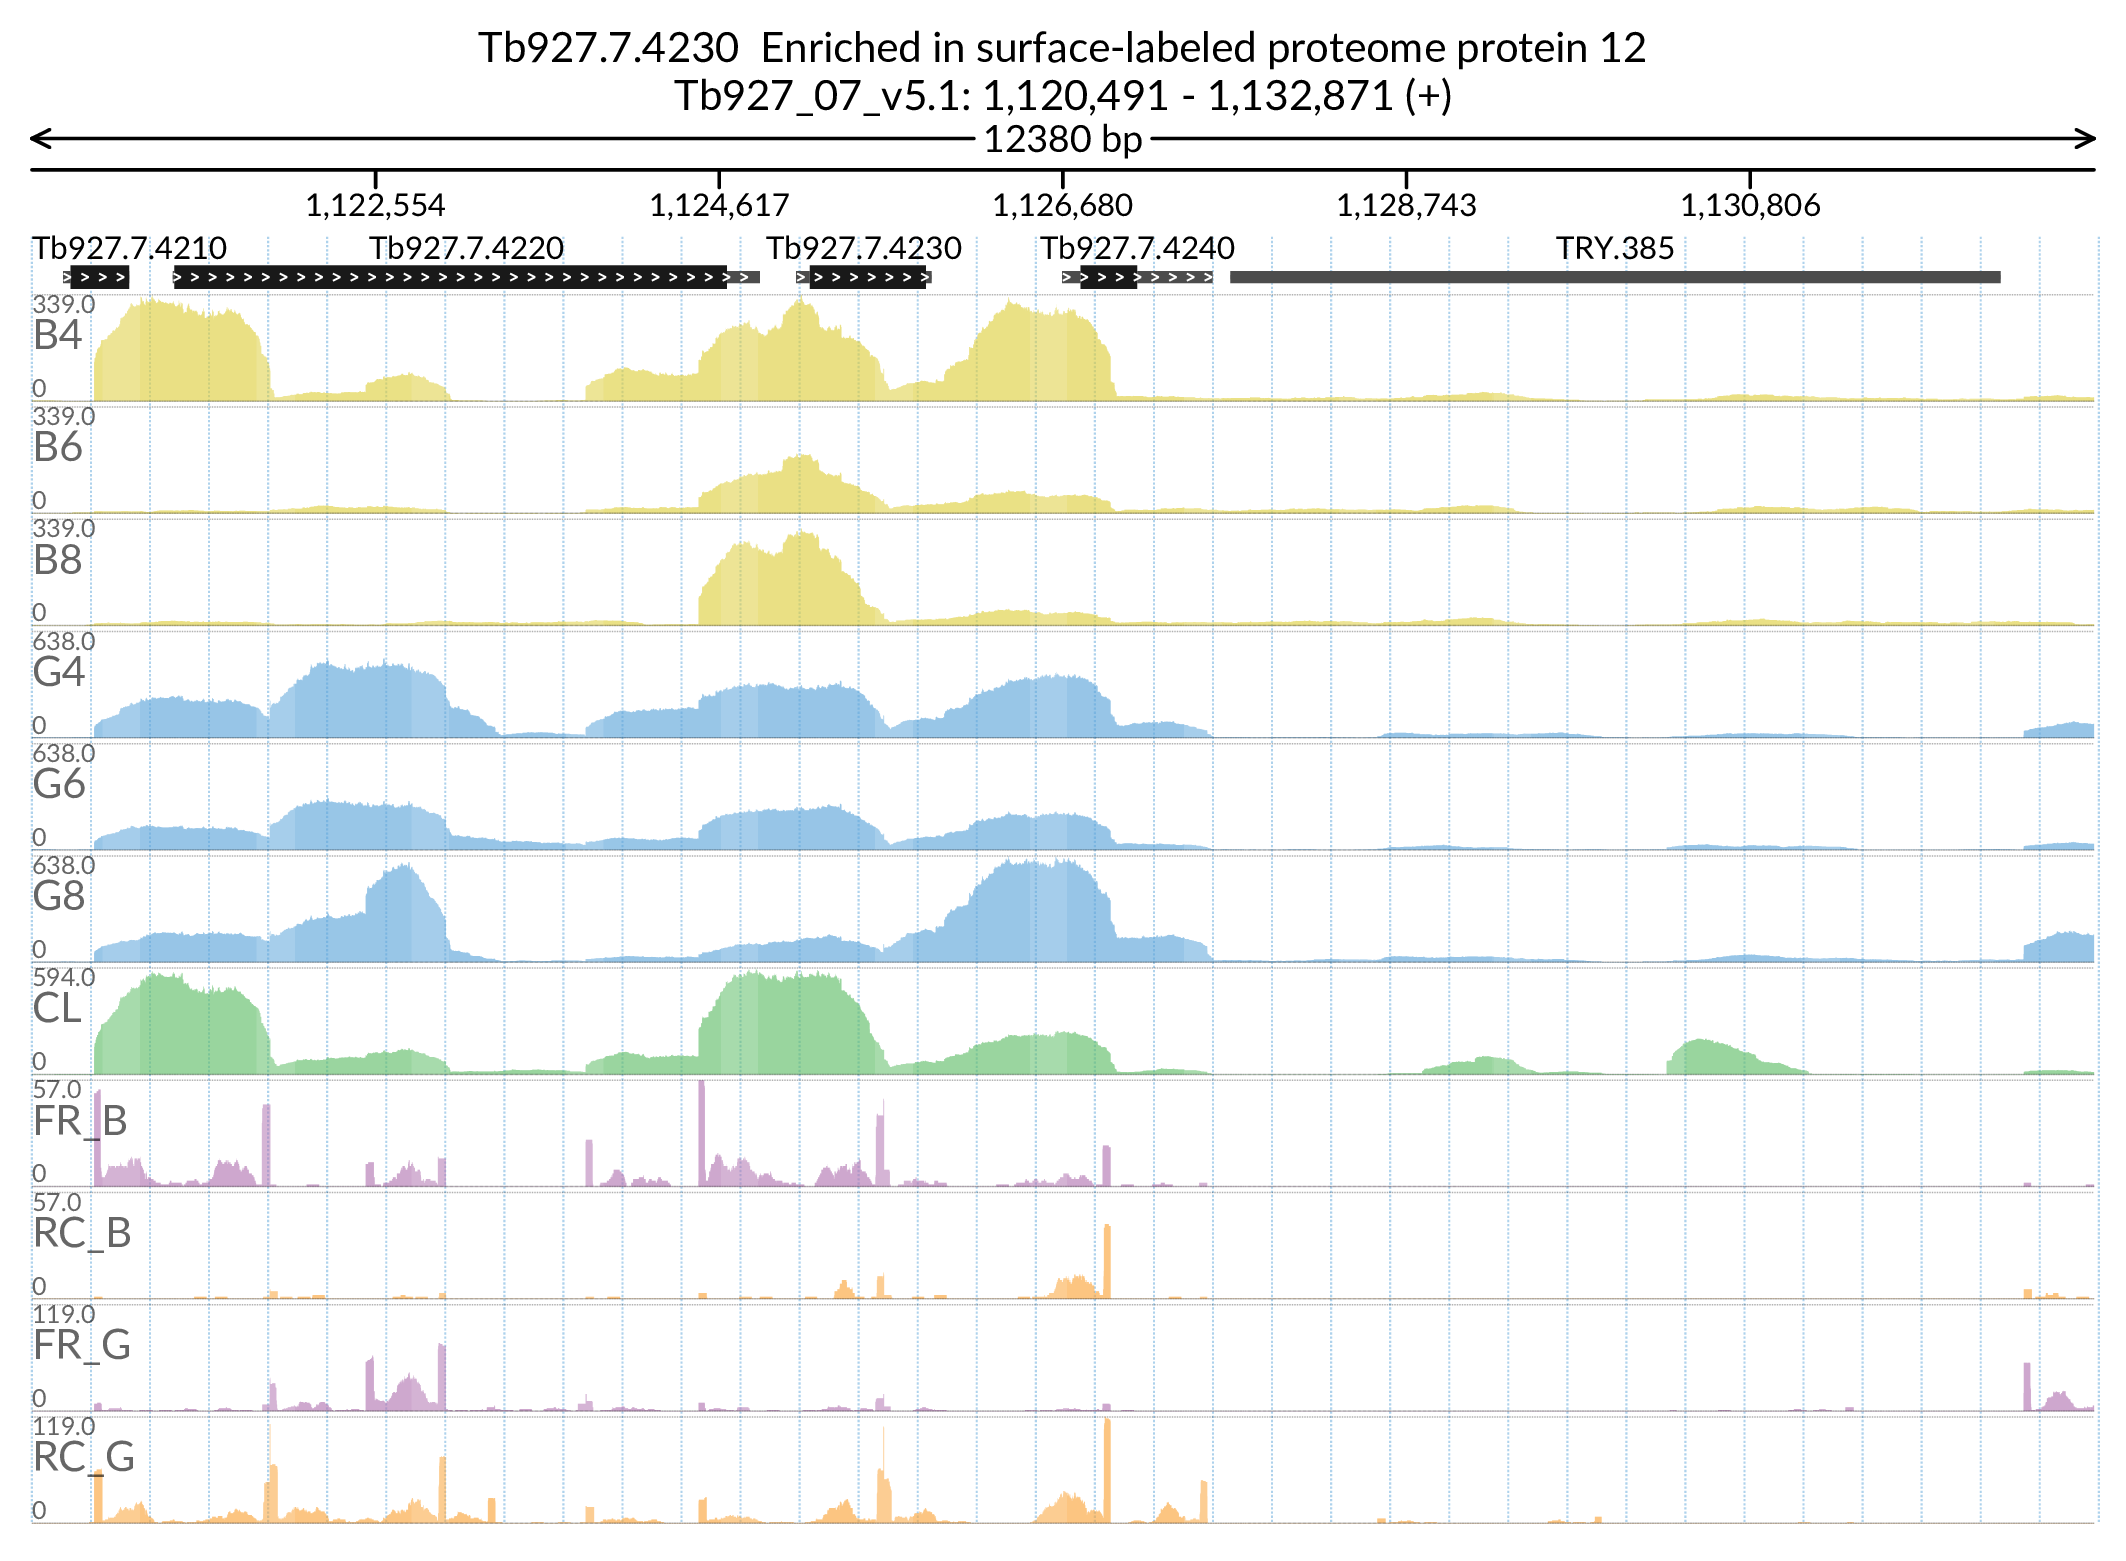 Tb927.7.4230  Enriched in surface-labeled proteome protein 12
Tb927_07_v5.1: 1,120,491 - 1,132,871 (+)
12380 bp
1,122,554 1,124,617 1,126,680 1,128,743 1,130,806
Tb927.7.4210 Tb927.7.4220 Tb927.7.4230 Tb927.7.4240 TRY.385
339.0
B4
0
339.0
B6
0
339.0
B8
0
638.0
G4
0
638.0
G6
0
638.0
G8
0
594.0
CL
0
57.0
FR_B
0
57.0
RC_B
0
119.0
FR_G
0
119.0
RC_G
0